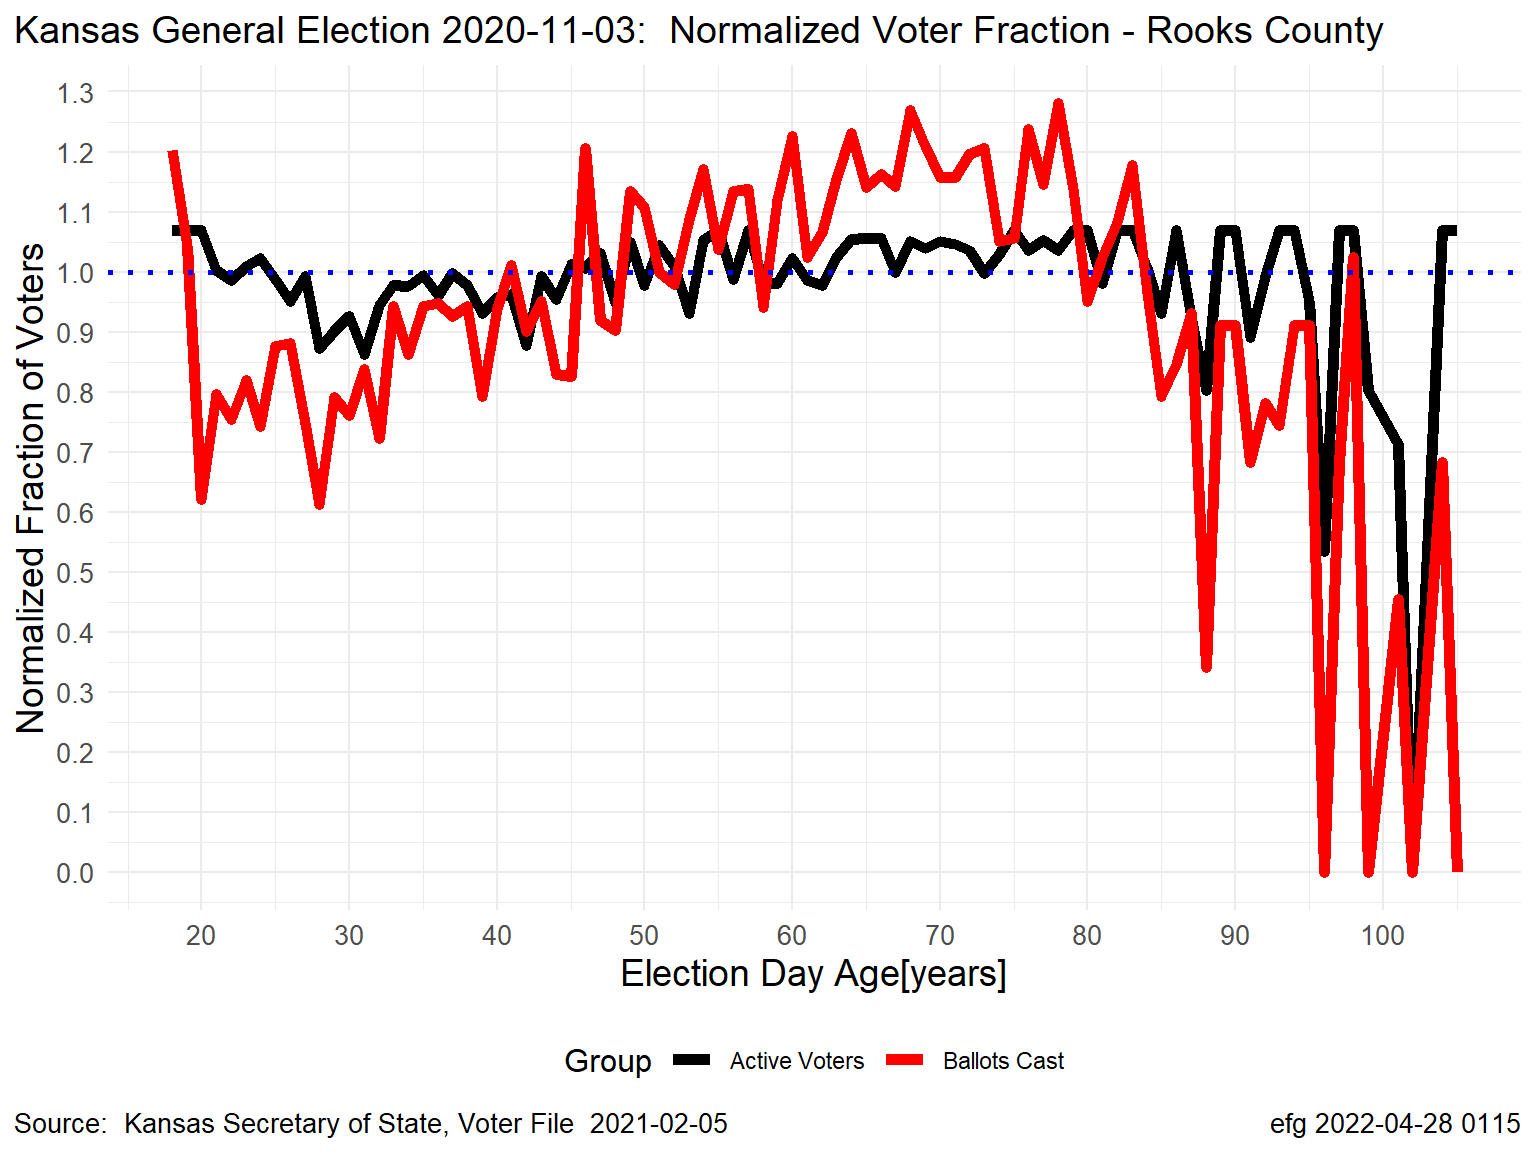 Kansas General Election 2020-11-03:  Normalized Voter Fraction - Rooks County
Normalized Fraction of Voters
1.3
1.2
1.1
1.0
0.9
0.8
0.7
0.6
0.5
0.4
0.3
0.2
0.1
0.0
20 30 40 50 60 70 80 90 100
Election Day Age[years]
Group Active Voters Ballots Cast
Source:  Kansas Secretary of State, Voter File  2021-02-05
efg 2022-04-28 0115